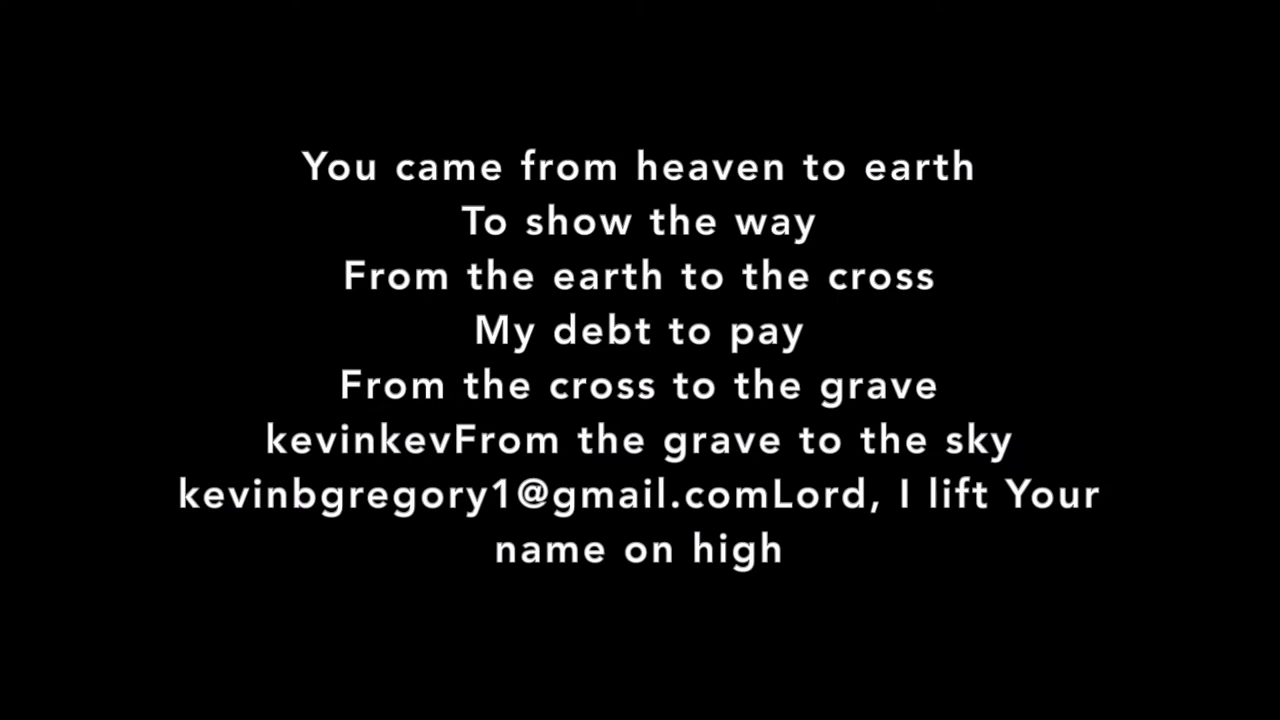 You came from heaven to earth
To show the way
From the earth to the cross
My debt to pay
From the cross to the grave
kevinkevFrom the grave to the sky
kevinbgregory1@gmail.comLord, I lift Your
name on high